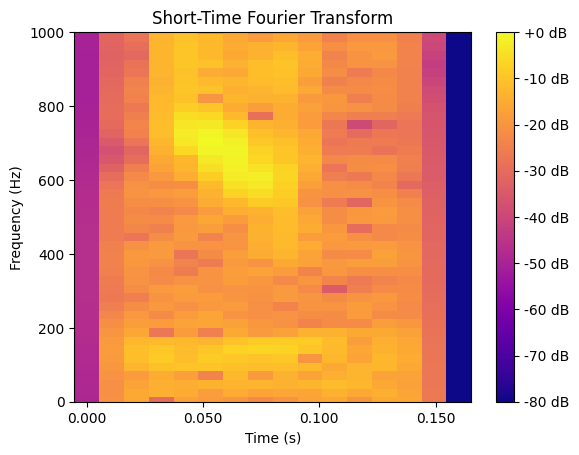 Short-Time Fourier Transform
1000
800
600
400
200
0
Frequency (Hz)
0.000
0.050
0.100
0.150
Time (s)
+0 dB
-10 dB
-20 dB
-30 dB
-40 dB
-50 dB
-60 dB
-70 dB
-80 dB